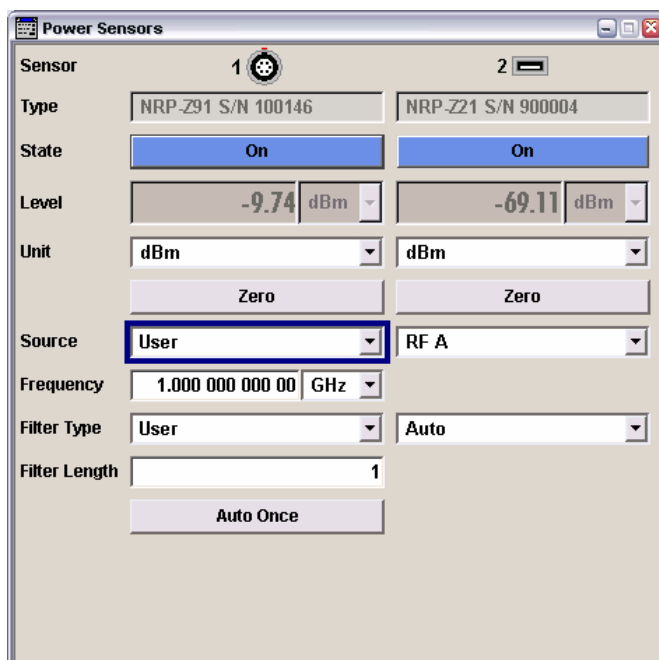 Power Sensors
Sensor 1 2
Type NRP-Z91 S/N 100146 NRP-Z21 S/N 900004
State On On
Level -9.74 dBm -69.11 dBm
Unit dBm dBm
Zero Zero
Source User RF A
Frequency 1.000 000 000 00 GHz
Filter Type User Auto
Filter Length 1
Auto Once